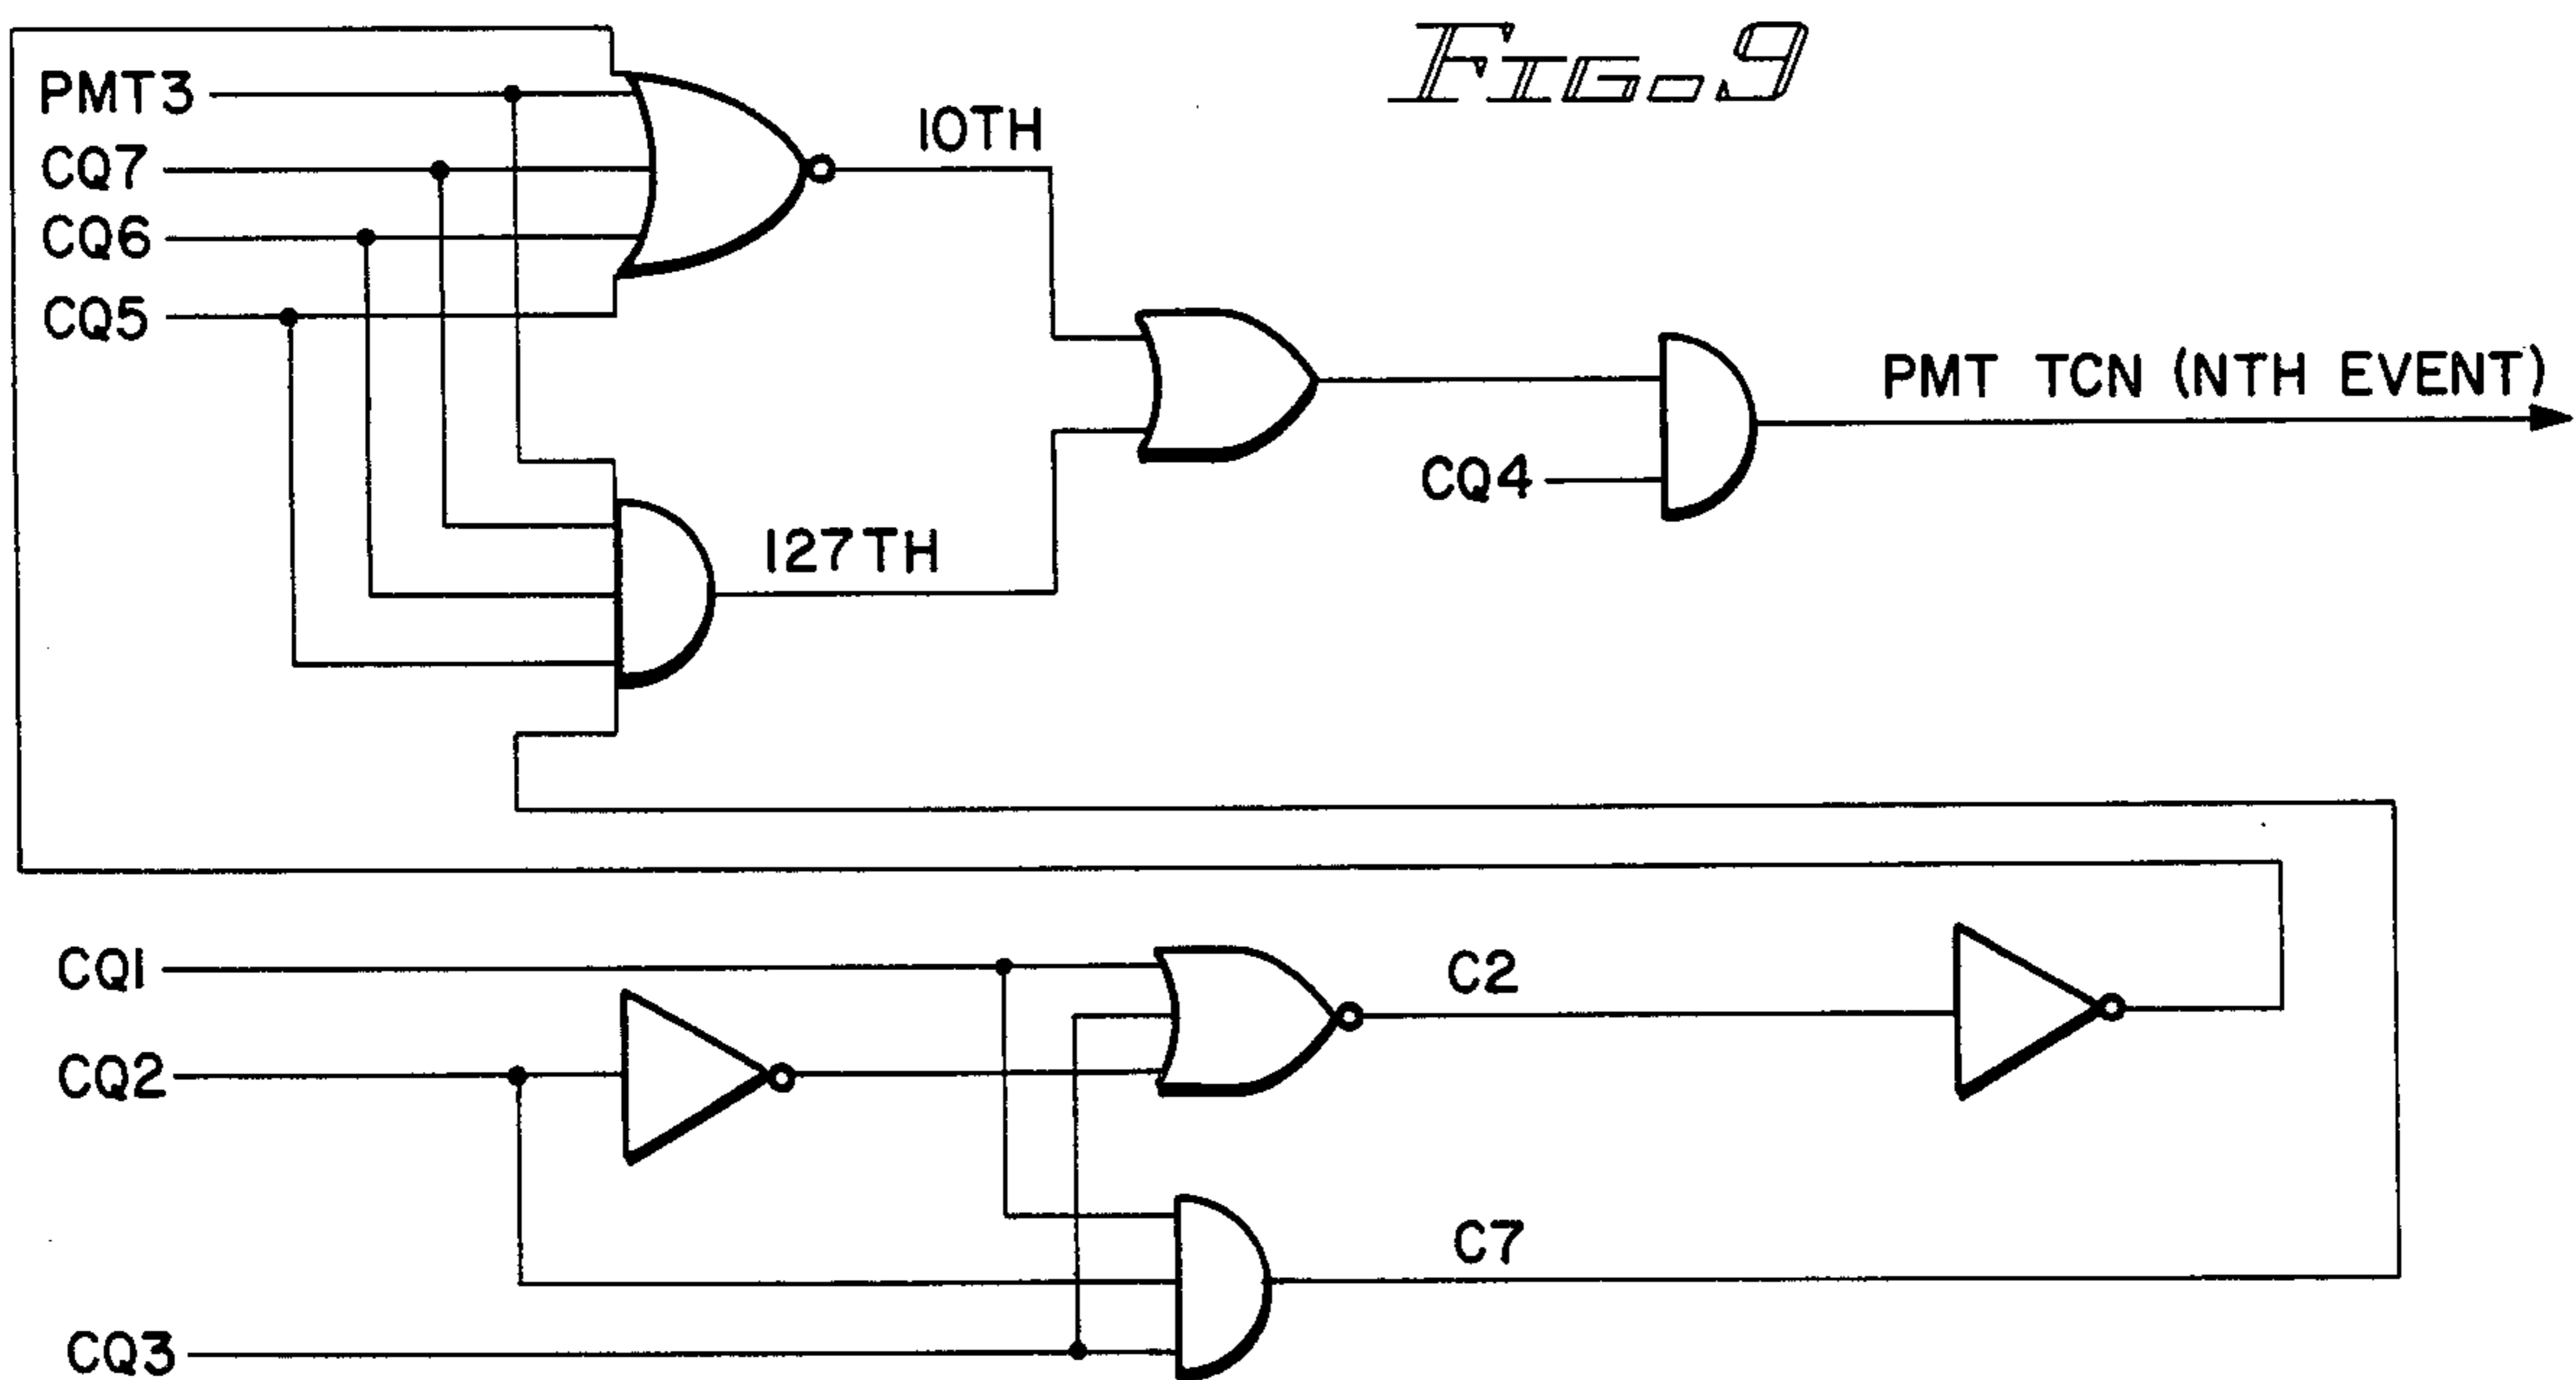 FIG. 9
PMT3
10TH
CQ7
CQ6
CQ5
PMT TCN (NTH EVENT)
CQ4
127TH
CQ1
C2
CQ2
C7
CQ3